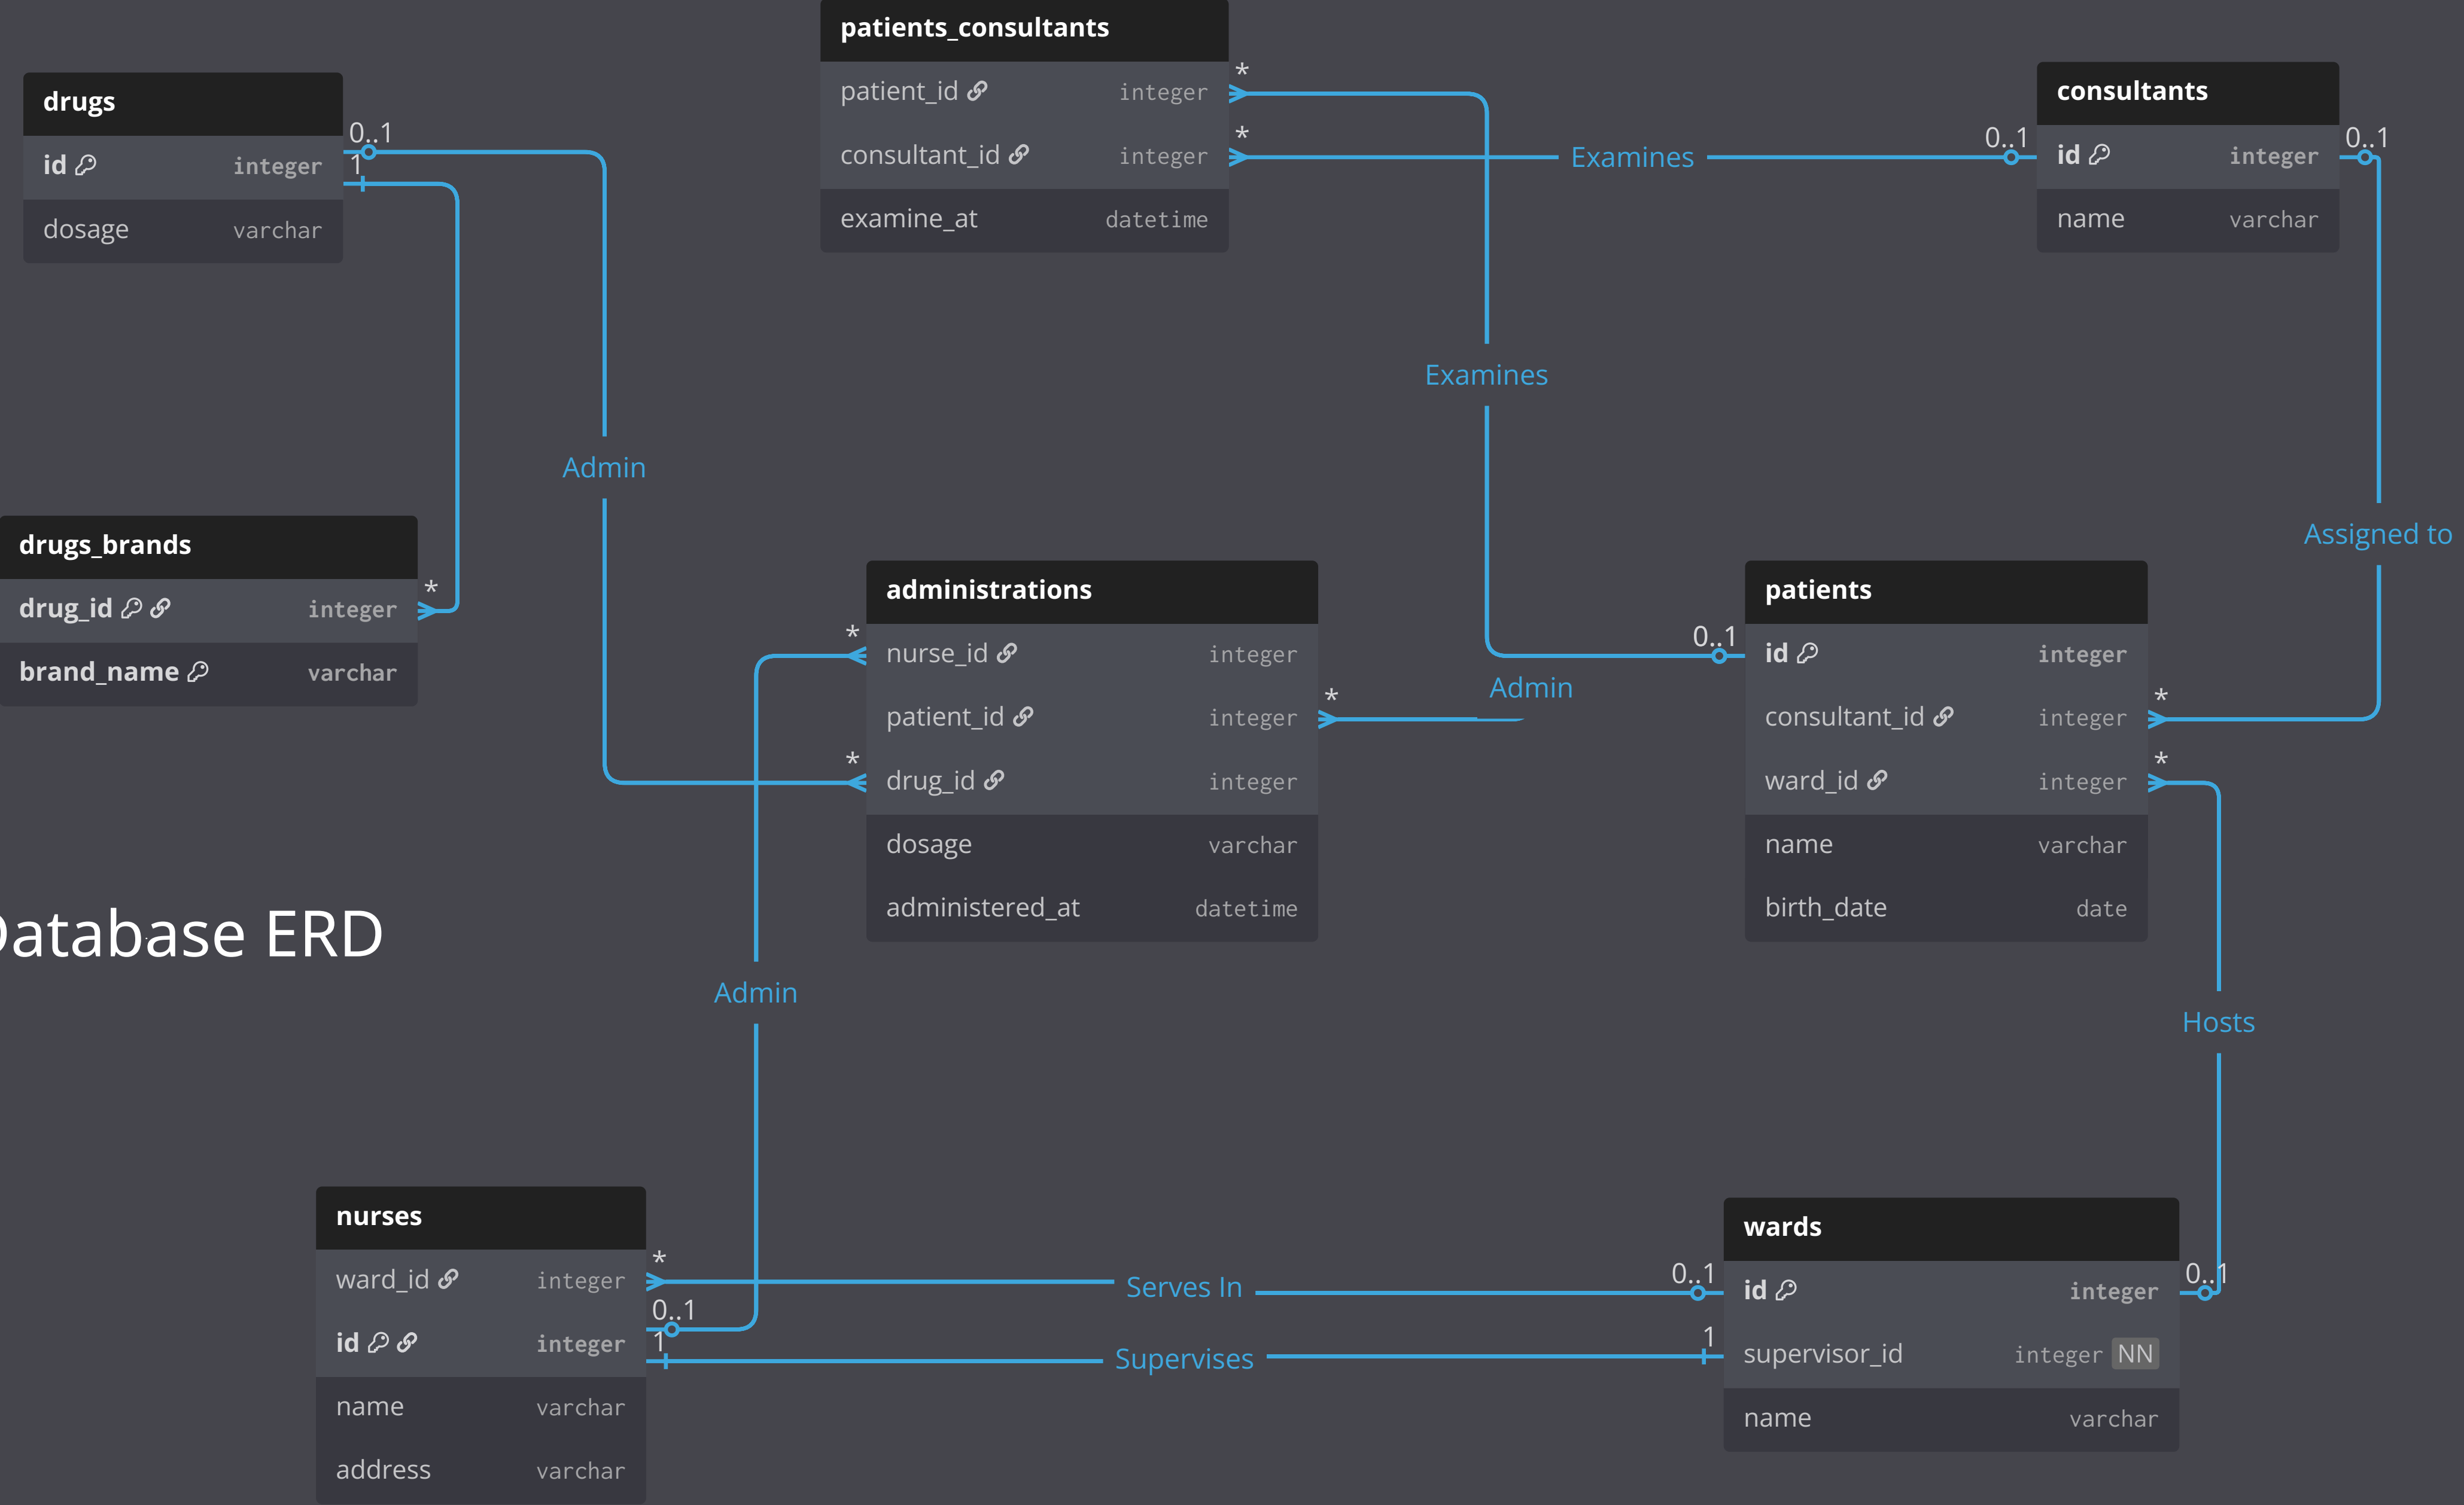 patients_consultants
patient_id integer
consultant_id integer
examine_at datetime
*
*
Examines
Examines
consultants
id integer
name varchar
0..1
0..1
Assigned to
drugs
id integer
dosage varchar
0..1
1
Admin
drugs_brands
drug_id integer
brand_name varchar
*
administrations
nurse_id integer
patient_id integer
drug_id integer
dosage varchar
administered_at datetime
*
*
*
Admin
patients
id integer
consultant_id integer
ward_id integer
name varchar
birth_date date
0..1
*
*
Database ERD
Admin
Hosts
nurses
ward_id integer
id integer
name varchar
address varchar
*
0..1
1
Serves In
Supervises
wards
id integer
supervisor_id integer NN
name varchar
0..1
1
0..1